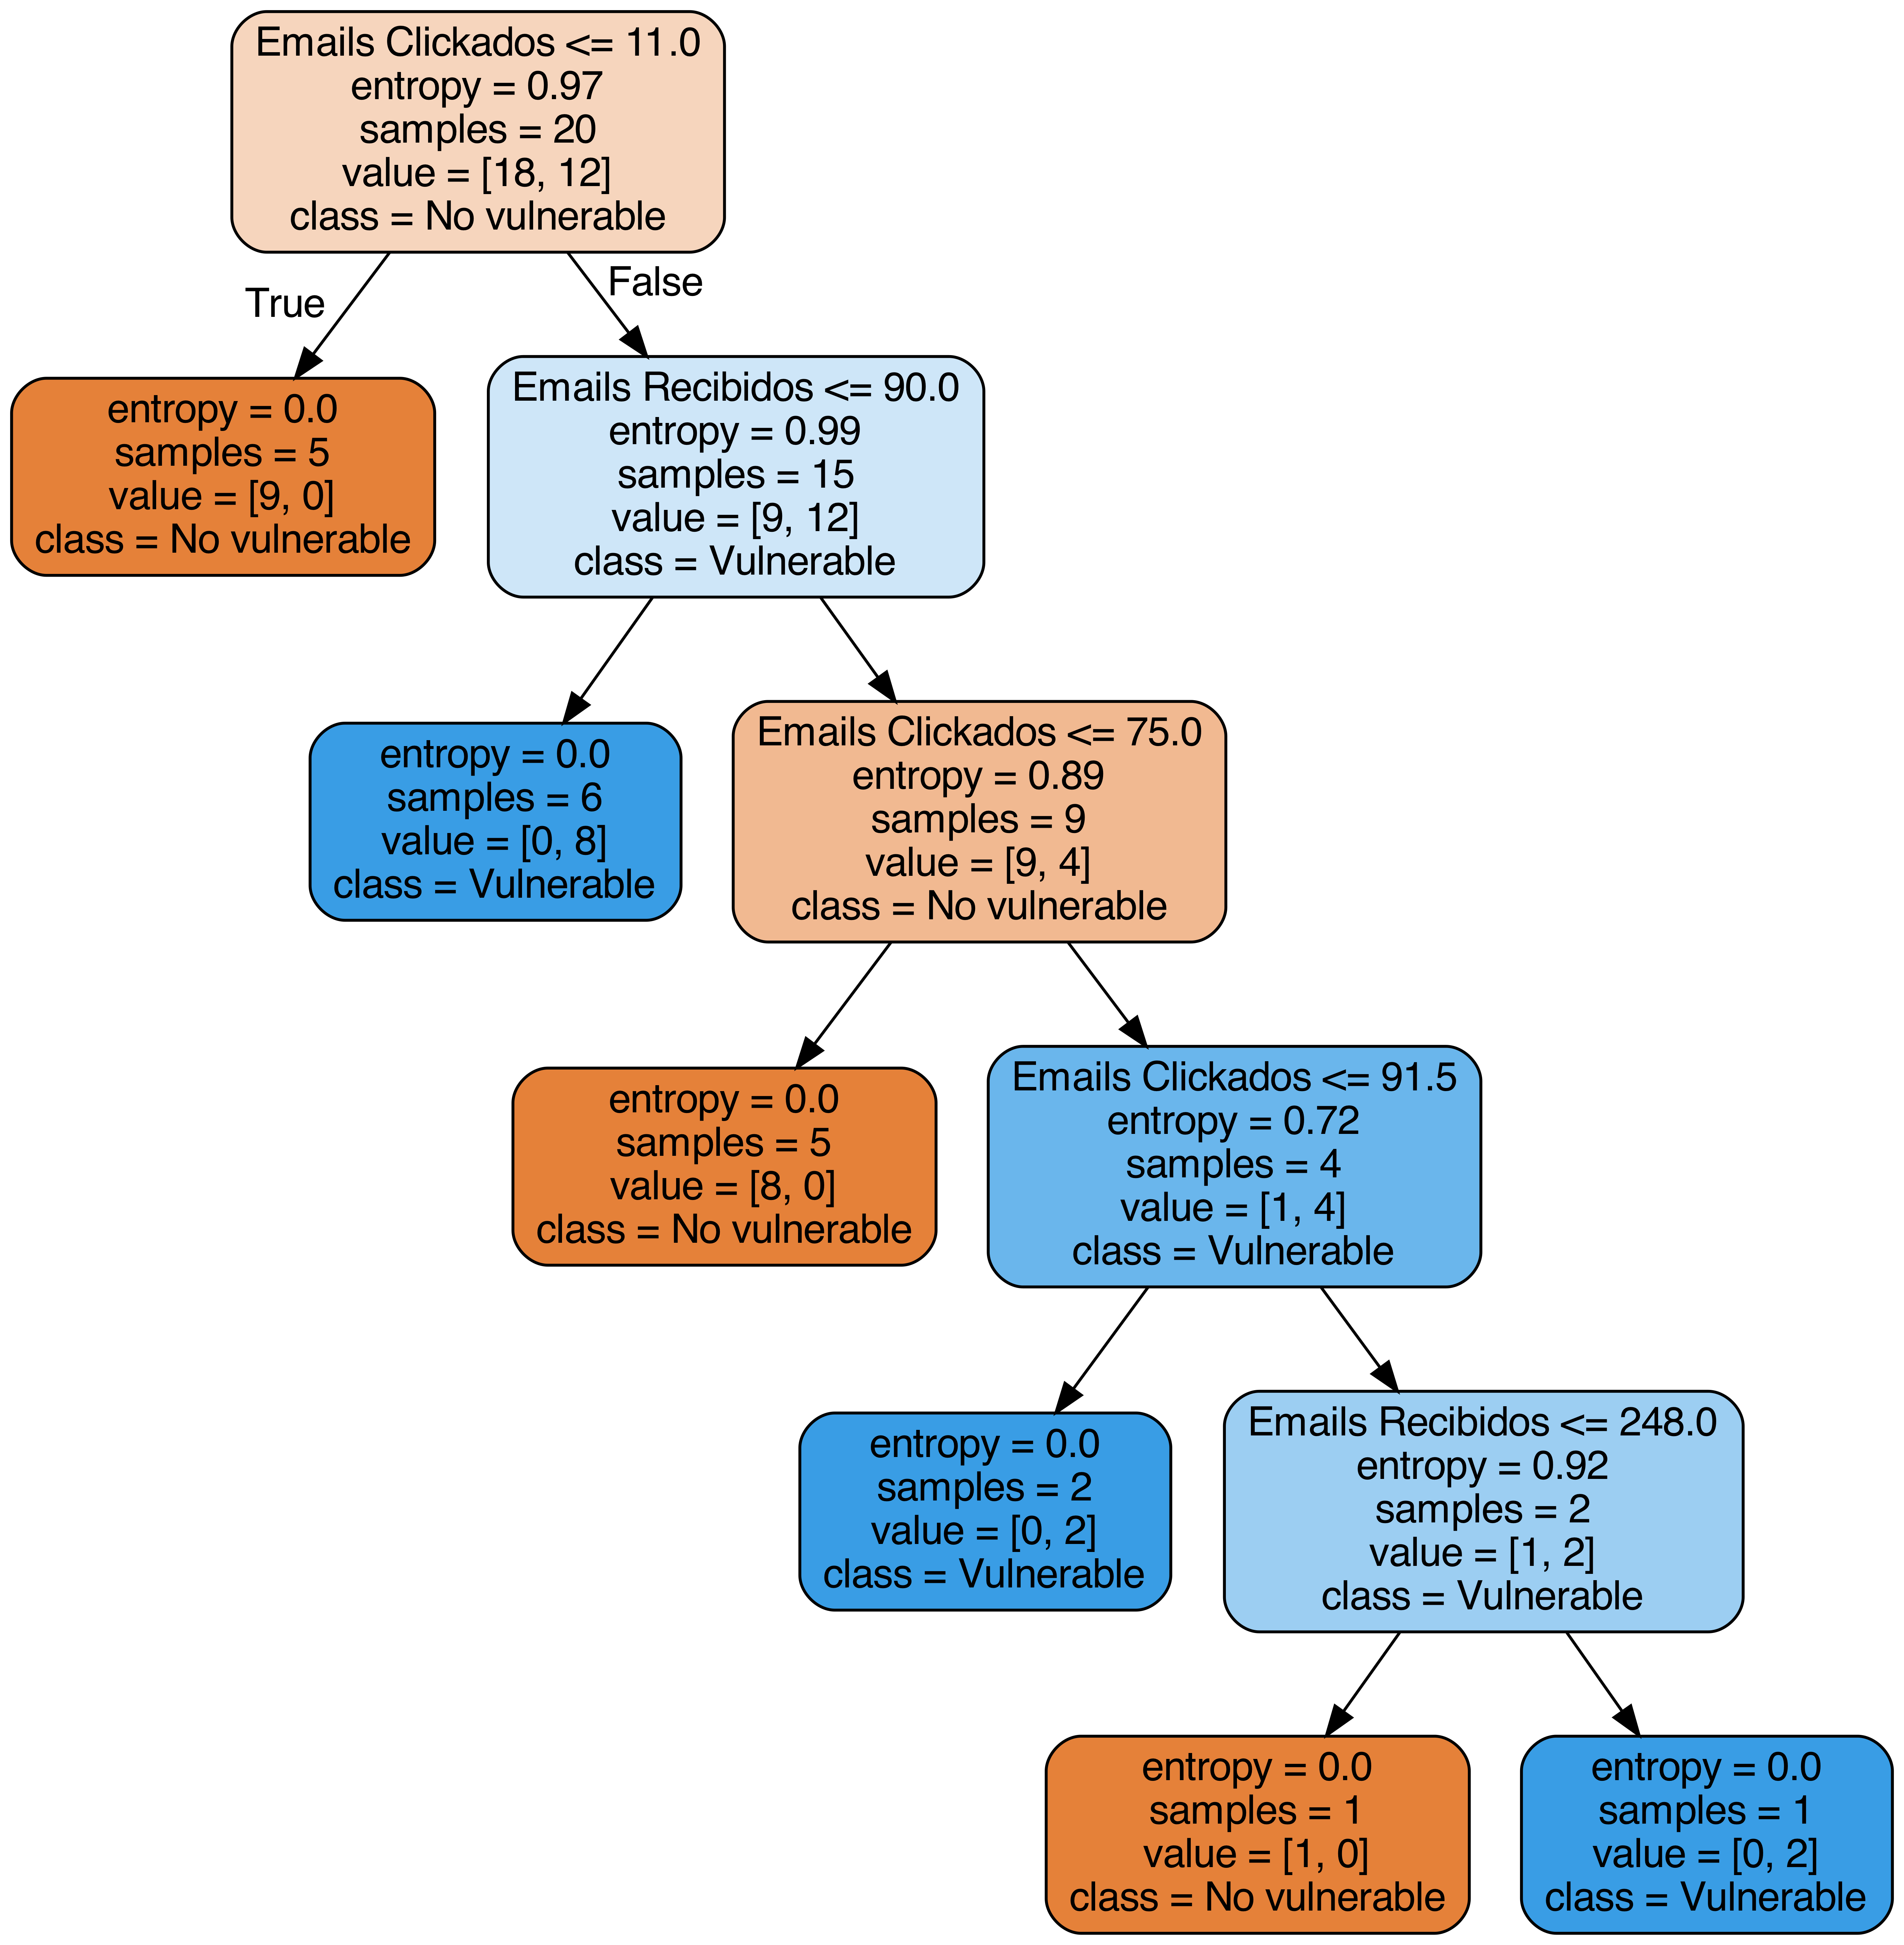 Emails Clickados <= 11.0
entropy = 0.97
samples = 20
value = [18, 12]
class = No vulnerable
True
False
entropy = 0.0
samples = 5
value = [9, 0]
class = No vulnerable
Emails Recibidos <= 90.0
entropy = 0.99
samples = 15
value = [9, 12]
class = Vulnerable
entropy = 0.0
samples = 6
value = [0, 8]
class = Vulnerable
Emails Clickados <= 75.0
entropy = 0.89
samples = 9
value = [9, 4]
class = No vulnerable
entropy = 0.0
samples = 5
value = [8, 0]
class = No vulnerable
Emails Clickados <= 91.5
entropy = 0.72
samples = 4
value = [1, 4]
class = Vulnerable
entropy = 0.0
samples = 2
value = [0, 2]
class = Vulnerable
Emails Recibidos <= 248.0
entropy = 0.92
samples = 2
value = [1, 2]
class = Vulnerable
entropy = 0.0
samples = 1
value = [1, 0]
class = No vulnerable
entropy = 0.0
samples = 1
value = [0, 2]
class = Vulnerable